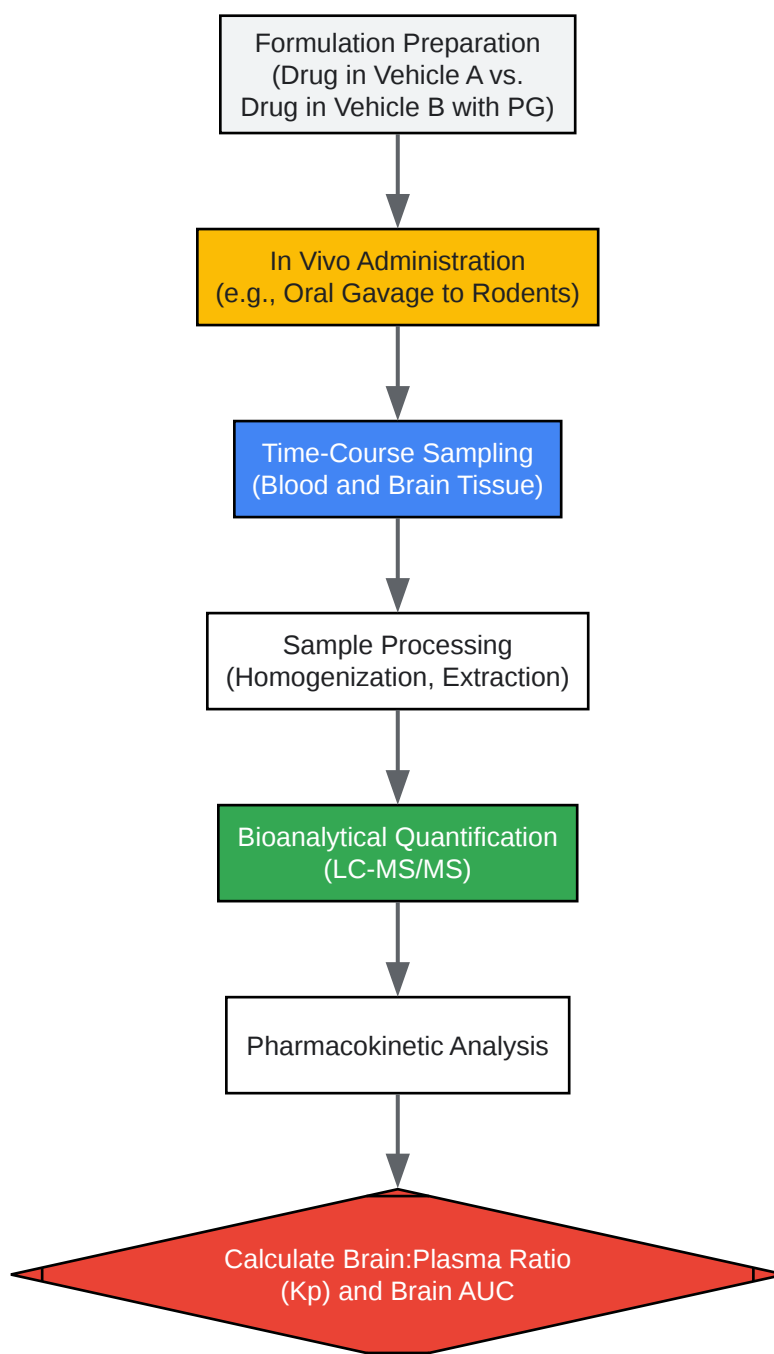 Formulation Preparation
(Drug in Vehicle A vs.
Drug in Vehicle B with PG)
In Vivo Administration
(e.g., Oral Gavage to Rodents)
Time-Course Sampling
(Blood and Brain Tissue)
Sample Processing
(Homogenization, Extraction)
Bioanalytical Quantification
(LC-MS/MS)
Pharmacokinetic Analysis
Calculate Brain:Plasma Ratio
(Kp) and Brain AUC